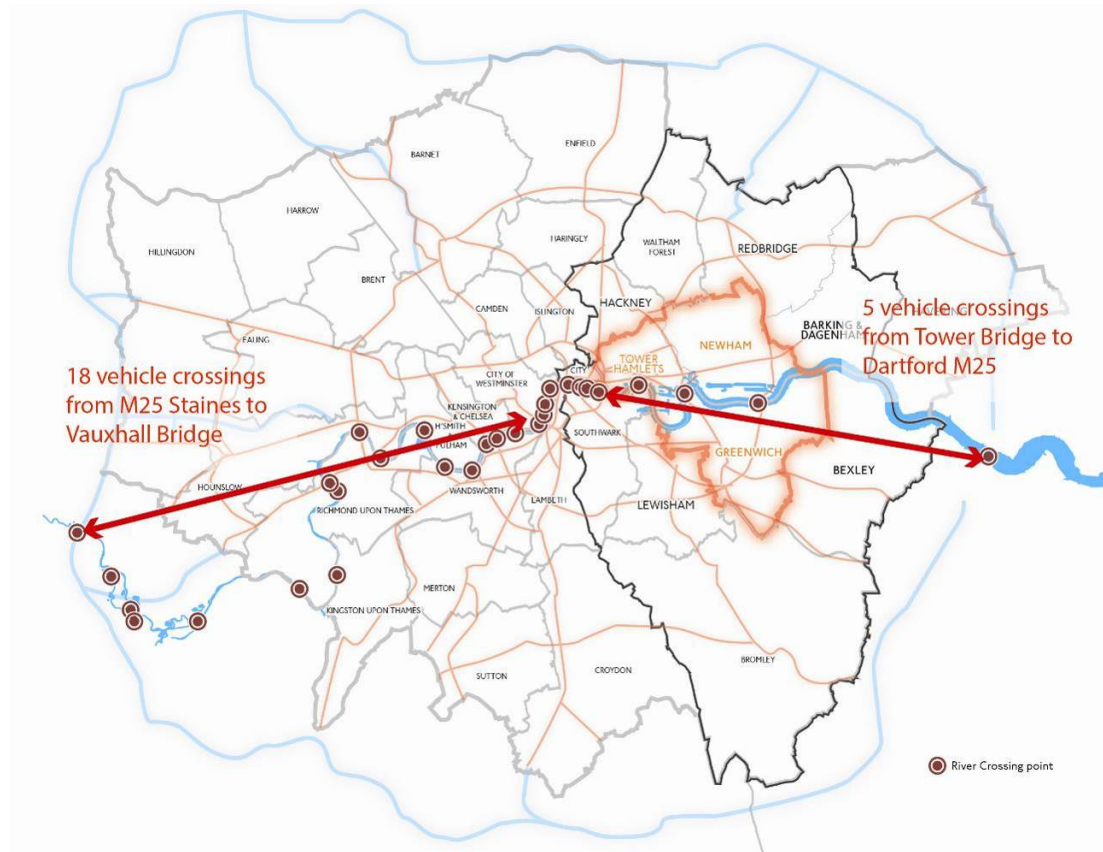 ENFIELD
BARNET
HARROW
HARINGEY
WALTHAM
FOREST
REDBRIDGE
HILLINGDON
BRENT
HACKNEY
CAMDEN
ISLINGTON
HAVERING
5 vehicle crossings
from Tower Bridge to
Dartford M25
BARKING &
DAGENHAM
EALING
NEWHAM
TOWER
HAMLETS
CITY
CITY OF
WESTMINSTER
18 vehicle crossings
from M25 Staines to
Vauxhall Bridge
KENSINGTON
& CHELSEA
H'SMITH
&
FULHAM
SOUTHWARK
GREENWICH
BEXLEY
HOUNSLOW
WANDSWORTH
LAMBETH
LEWISHAM
RICHMOND UPON THAMES
MERTON
KINGSTON UPON THAMES
BROMLEY
CROYDON
SUTTON
River Crossing point